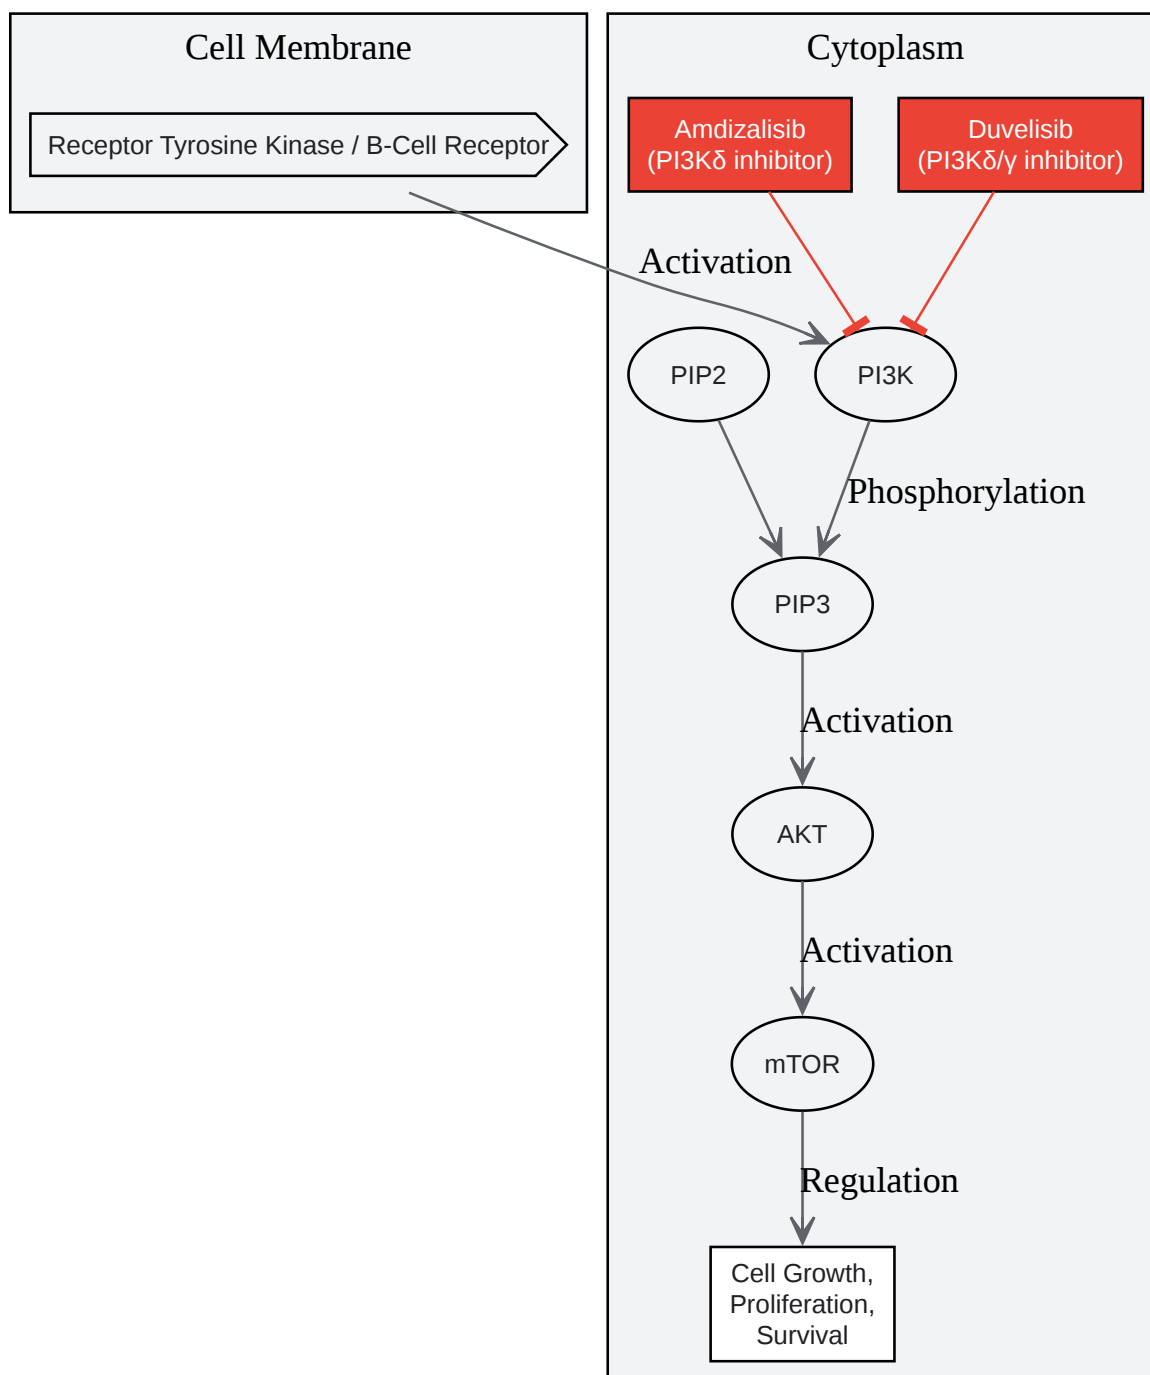 Cell Membrane
Receptor Tyrosine Kinase / B-Cell Receptor
Cytoplasm
Amdizalisib
(PI3Kδ inhibitor)
Duvelisib
(PI3Kδ/γ inhibitor)
Activation
PIP2
PI3K
Phosphorylation
PIP3
Activation
AKT
Activation
mTOR
Regulation
Cell Growth,
Proliferation,
Survival